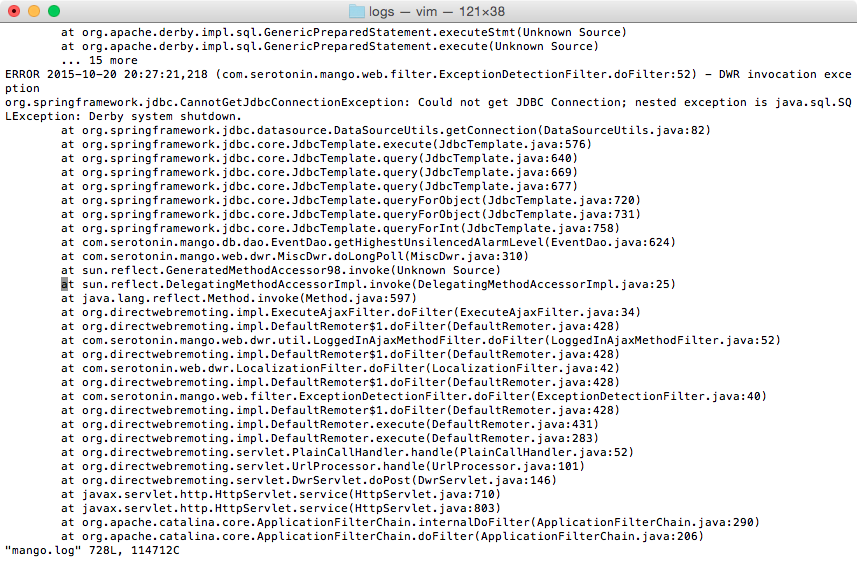 logs — vim — 121×38
at org.apache.derby.impl.sql.GenericPreparedStatement.executeStmt(Unknown Source)
at org.apache.derby.impl.sql.GenericPreparedStatement.execute(Unknown Source)
... 15 more
ERROR 2015-10-20 20:27:21,218 (com.serotonin.mango.web.filter.ExceptionDetectionFilter.doFilter:52) - DWR invocation exce
ption
org.springframework.jdbc.CannotGetJdbcConnectionException: Could not get JDBC Connection; nested exception is java.sql.SQ
LException: Derby system shutdown.
at org.springframework.jdbc.datasource.DataSourceUtils.getConnection(DataSourceUtils.java:82)
at org.springframework.jdbc.core.JdbcTemplate.execute(JdbcTemplate.java:576)
at org.springframework.jdbc.core.JdbcTemplate.query(JdbcTemplate.java:640)
at org.springframework.jdbc.core.JdbcTemplate.query(JdbcTemplate.java:669)
at org.springframework.jdbc.core.JdbcTemplate.query(JdbcTemplate.java:677)
at org.springframework.jdbc.core.JdbcTemplate.queryForObject(JdbcTemplate.java:720)
at org.springframework.jdbc.core.JdbcTemplate.queryForObject(JdbcTemplate.java:731)
at org.springframework.jdbc.core.JdbcTemplate.queryForInt(JdbcTemplate.java:758)
at com.serotonin.mango.db.dao.EventDao.getHighestUnsilencedAlarmLevel(EventDao.java:624)
at com.serotonin.mango.web.dwr.MiscDwr.doLongPoll(MiscDwr.java:310)
at sun.reflect.GeneratedMethodAccessor98.invoke(Unknown Source)
at sun.reflect.DelegatingMethodAccessorImpl.invoke(DelegatingMethodAccessorImpl.java:25)
at java.lang.reflect.Method.invoke(Method.java:597)
at org.directwebremoting.impl.ExecuteAjaxFilter.doFilter(ExecuteAjaxFilter.java:34)
at org.directwebremoting.impl.DefaultRemoter$1.doFilter(DefaultRemoter.java:428)
at com.serotonin.mango.web.dwr.util.LoggedInAjaxMethodFilter.doFilter(LoggedInAjaxMethodFilter.java:52)
at org.directwebremoting.impl.DefaultRemoter$1.doFilter(DefaultRemoter.java:428)
at com.serotonin.web.dwr.LocalizationFilter.doFilter(LocalizationFilter.java:42)
at org.directwebremoting.impl.DefaultRemoter$1.doFilter(DefaultRemoter.java:428)
at com.serotonin.mango.web.filter.ExceptionDetectionFilter.doFilter(ExceptionDetectionFilter.java:40)
at org.directwebremoting.impl.DefaultRemoter$1.doFilter(DefaultRemoter.java:428)
at org.directwebremoting.impl.DefaultRemoter.execute(DefaultRemoter.java:431)
at org.directwebremoting.impl.DefaultRemoter.execute(DefaultRemoter.java:283)
at org.directwebremoting.servlet.PlainCallHandler.handle(PlainCallHandler.java:52)
at org.directwebremoting.servlet.UrlProcessor.handle(UrlProcessor.java:101)
at org.directwebremoting.servlet.DwrServlet.doPost(DwrServlet.java:146)
at javax.servlet.http.HttpServlet.service(HttpServlet.java:710)
at javax.servlet.http.HttpServlet.service(HttpServlet.java:803)
at org.apache.catalina.core.ApplicationFilterChain.internalDoFilter(ApplicationFilterChain.java:290)
at org.apache.catalina.core.ApplicationFilterChain.doFilter(ApplicationFilterChain.java:206)
"mango.log" 728L, 114712C